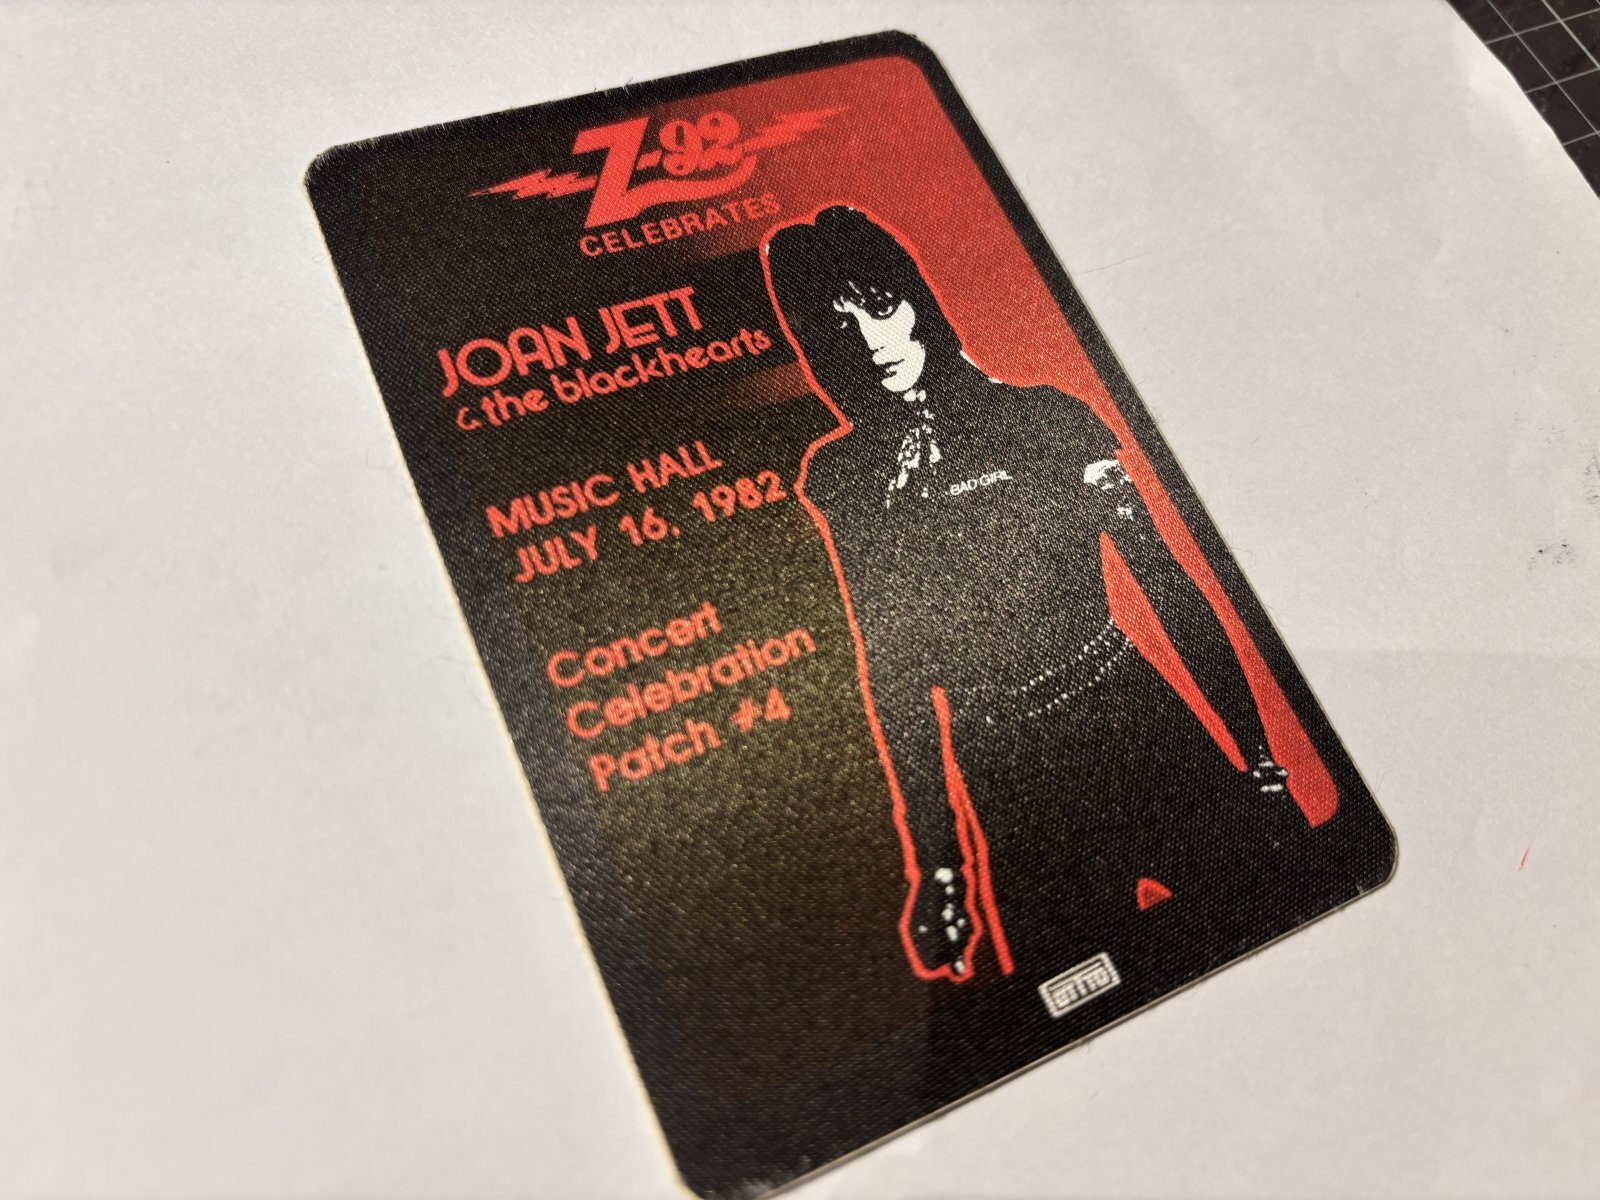 Z-92
CELEBRATES
JOAN JETT
& the blackhearts
MUSIC HALL
JULY 16, 1982
Concert
Celebration
Patch #4
BAD GIRL
OTTO